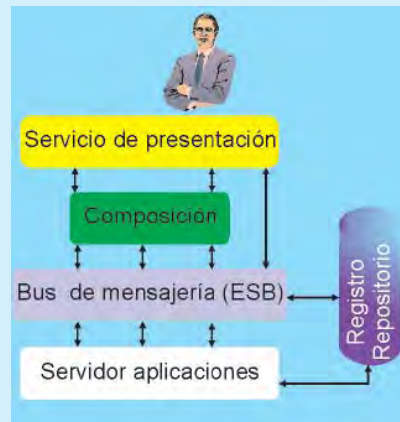 Servicio de presentación
Composición
Bus de mensajería (ESB)
Servidor aplicaciones
Registro
Repositorio